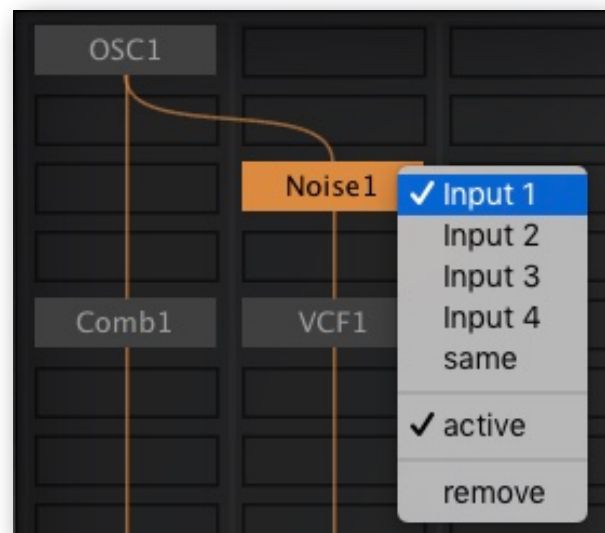 OSC1
Noise1
Comb1
VCF1
✓ Input 1
Input 2
Input 3
Input 4
same
✓ active
remove